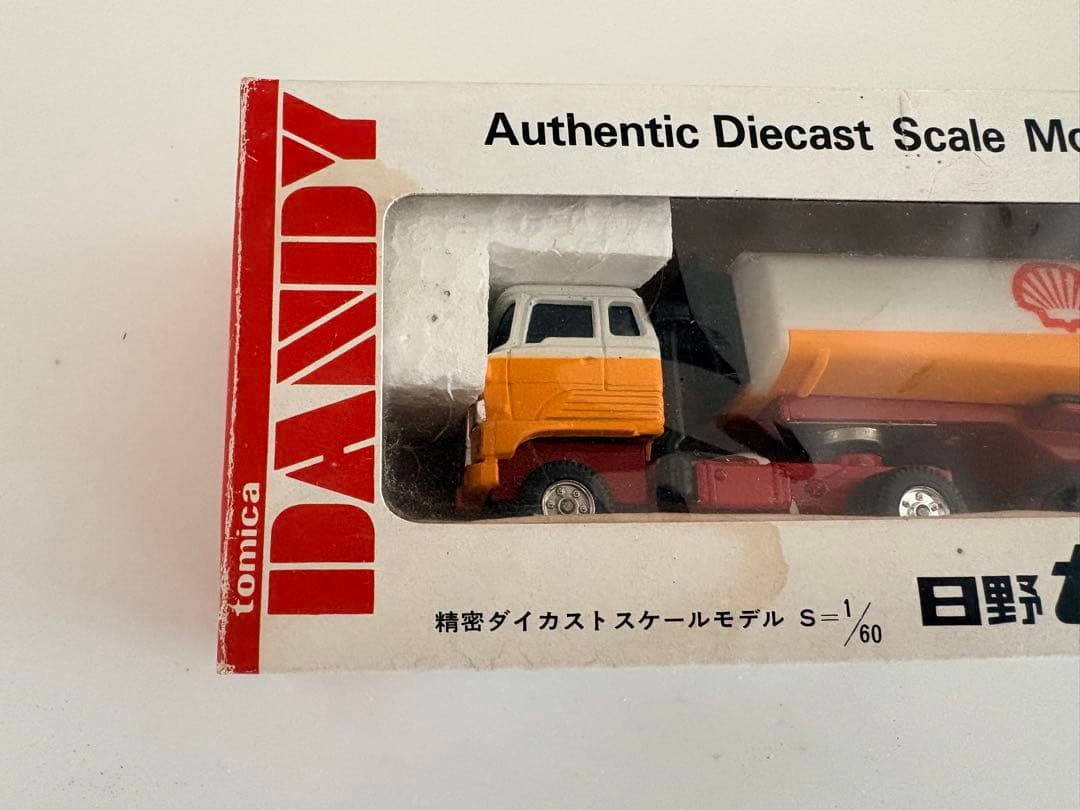 tomica
DANDY
Authentic Diecast Scale
精密ダイカストスケールモデル S=1/60
日野